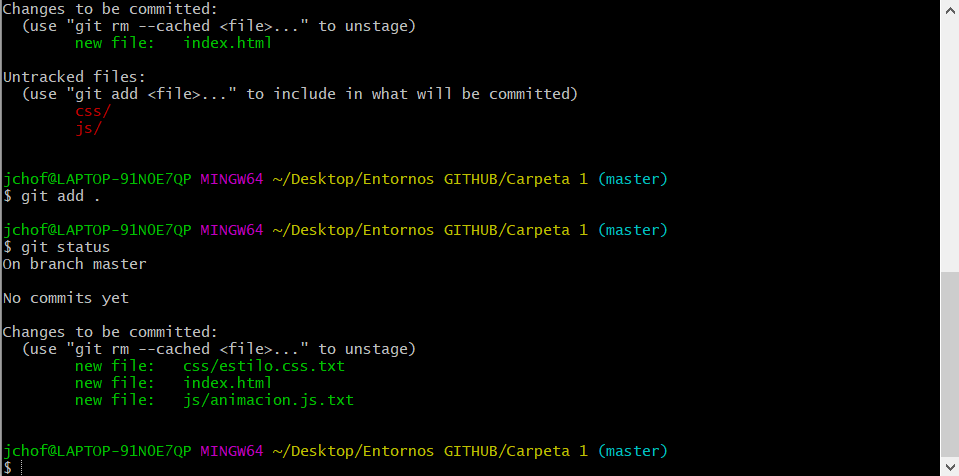 Changes to be committed:
  (use "git rm --cached <file>..." to unstage)
        new file:   index.html

Untracked files:
  (use "git add <file>..." to include in what will be committed)
        css/
        js/

jchof@LAPTOP-91NOE7QP MINGW64 ~/Desktop/Entornos GITHUB/Carpeta 1 (master)
$ git add .

jchof@LAPTOP-91NOE7QP MINGW64 ~/Desktop/Entornos GITHUB/Carpeta 1 (master)
$ git status
On branch master

No commits yet

Changes to be committed:
  (use "git rm --cached <file>..." to unstage)
        new file:   css/estilo.css.txt
        new file:   index.html
        new file:   js/animacion.js.txt

jchof@LAPTOP-91NOE7QP MINGW64 ~/Desktop/Entornos GITHUB/Carpeta 1 (master)
$